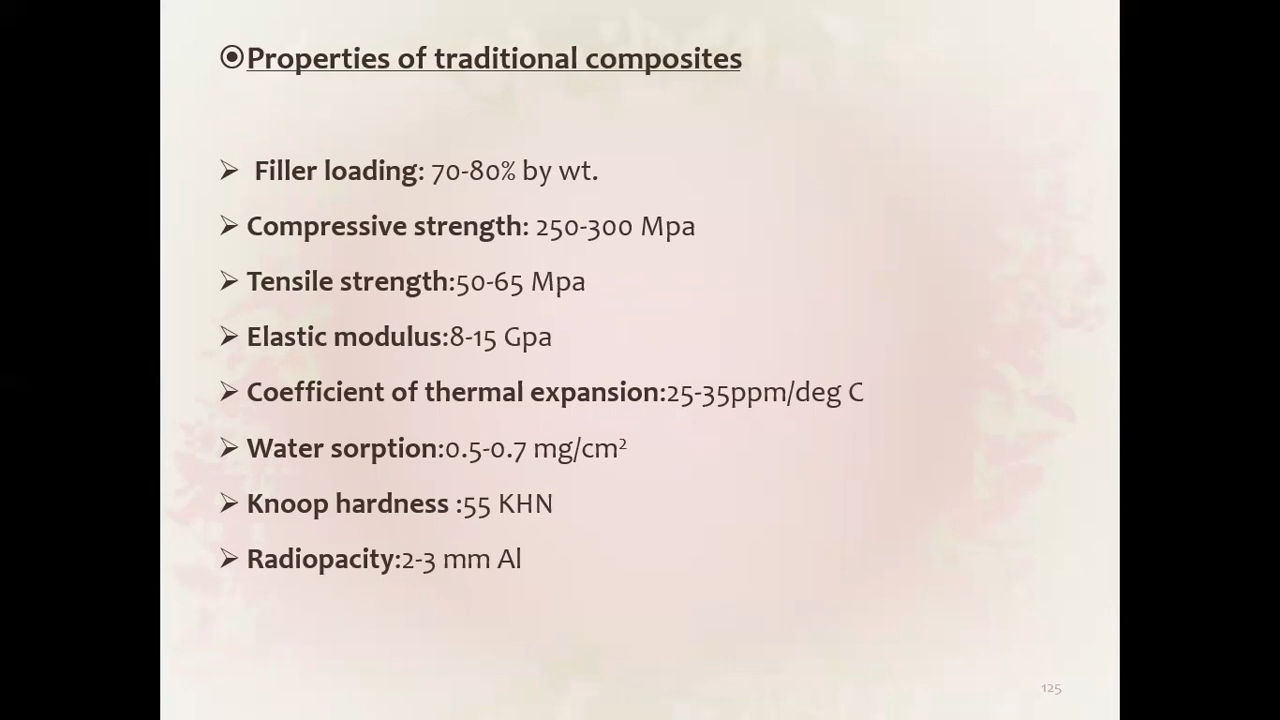 ⦿Properties of traditional composites
➢ Filler loading: 70-80% by wt.
➢ Compressive strength: 250-300 Mpa
➢ Tensile strength:50-65 Mpa
➢ Elastic modulus:8-15 Gpa
➢ Coefficient of thermal expansion:25-35ppm/deg C
➢ Water sorption:0.5-0.7 mg/cm²
➢ Knoop hardness :55 KHN
➢ Radiopacity:2-3 mm Al
125